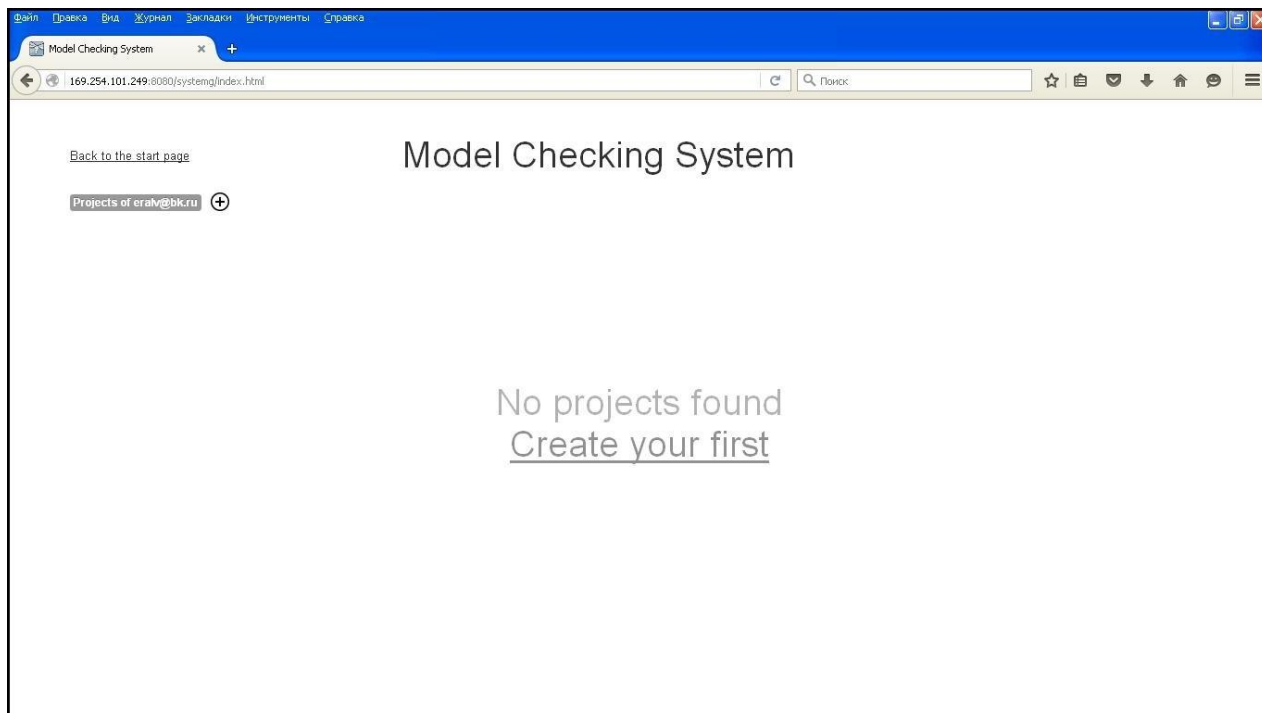 Файл Правка Вид Журнал Закладки Инструменты Справка
Model Checking System
169.254.101.249:8080/systemg/index.html
Поиск
Back to the start page
Model Checking System
Projects of eralv@bk.ru
No projects found
Create your first